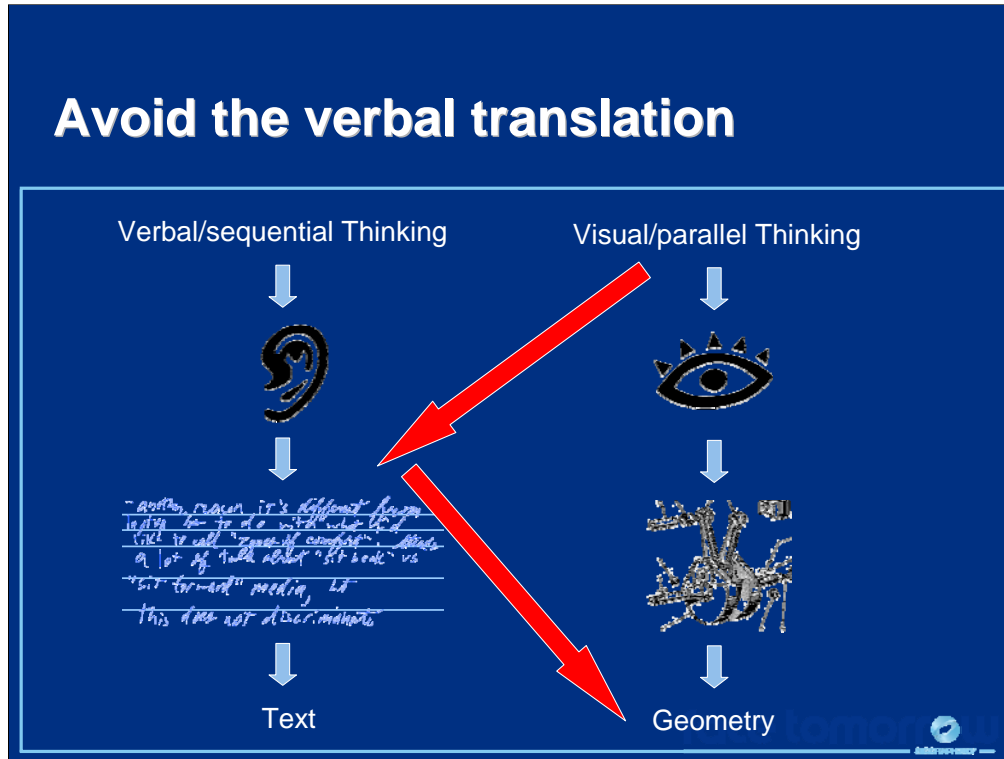 Avoid the verbal translation
Verbal/sequential Thinking
Visual/parallel Thinking
- another reason it's different
to do with what I'd
like to call "zones of comfort".
a lot of talk about "sit back" vs
"sit forward" media, but
this does not discriminate
Text
Geometry
tomorrow